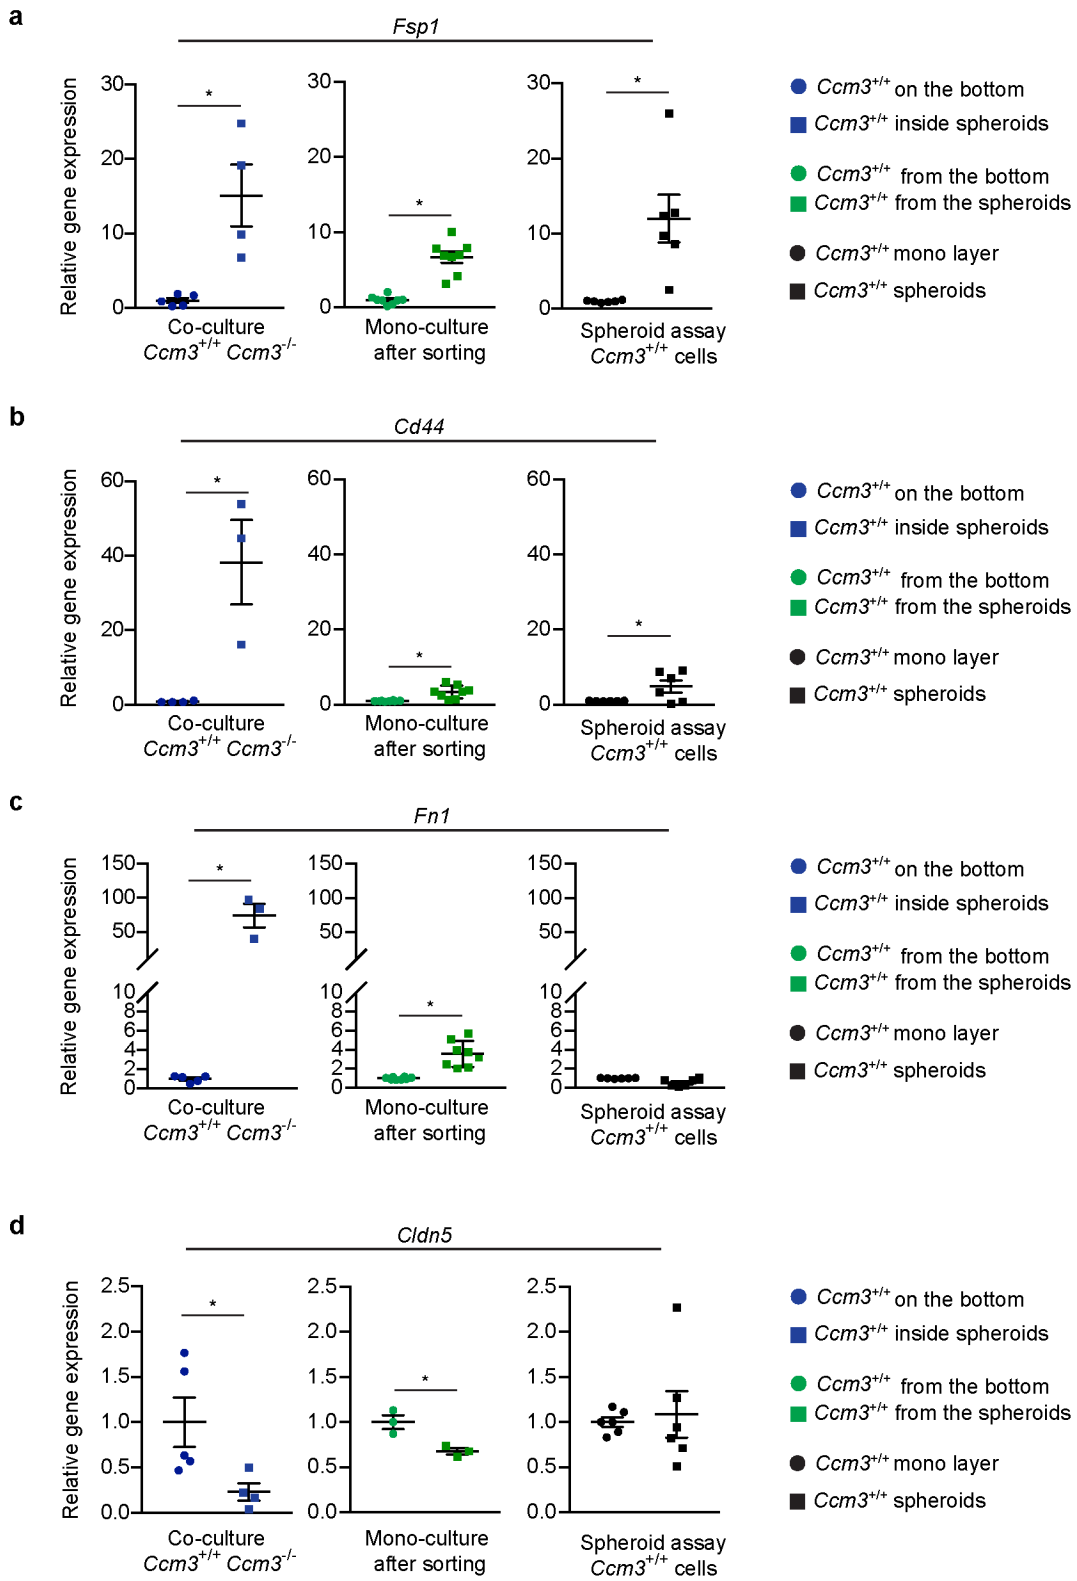 a
Fsp1
Relative gene expression
30
20
10
0
*
Co-culture
Ccm3+/+ Ccm3-/-
30
20
10
0
*
Mono-culture
after sorting
30
20
10
0
*
Spheroid assay
Ccm3+/+ cells
Ccm3+/+ on the bottom
Ccm3+/+ inside spheroids
Ccm3+/+ from the bottom
Ccm3+/+ from the spheroids
Ccm3+/+ mono layer
Ccm3+/+ spheroids
b
Cd44
Relative gene expression
60
40
20
0
*
Co-culture
Ccm3+/+ Ccm3-/-
60
40
20
0
*
Mono-culture
after sorting
60
40
20
0
*
Spheroid assay
Ccm3+/+ cells
Ccm3+/+ on the bottom
Ccm3+/+ inside spheroids
Ccm3+/+ from the bottom
Ccm3+/+ from the spheroids
Ccm3+/+ mono layer
Ccm3+/+ spheroids
c
Fn1
Relative gene expression
150
100
50
10
8
6
4
2
0
*
Co-culture
Ccm3+/+ Ccm3-/-
150
100
50
10
8
6
4
2
0
*
Mono-culture
after sorting
150
100
50
10
8
6
4
2
0
Spheroid assay
Ccm3+/+ cells
Ccm3+/+ on the bottom
Ccm3+/+ inside spheroids
Ccm3+/+ from the bottom
Ccm3+/+ from the spheroids
Ccm3+/+ mono layer
Ccm3+/+ spheroids
d
Cldn5
Relative gene expression
2.5
2.0
1.5
1.0
0.5
0.0
*
Co-culture
Ccm3+/+ Ccm3-/-
2.5
2.0
1.5
1.0
0.5
0.0
*
Mono-culture
after sorting
2.5
2.0
1.5
1.0
0.5
0.0
Spheroid assay
Ccm3+/+ cells
Ccm3+/+ on the bottom
Ccm3+/+ inside spheroids
Ccm3+/+ from the bottom
Ccm3+/+ from the spheroids
Ccm3+/+ mono layer
Ccm3+/+ spheroids